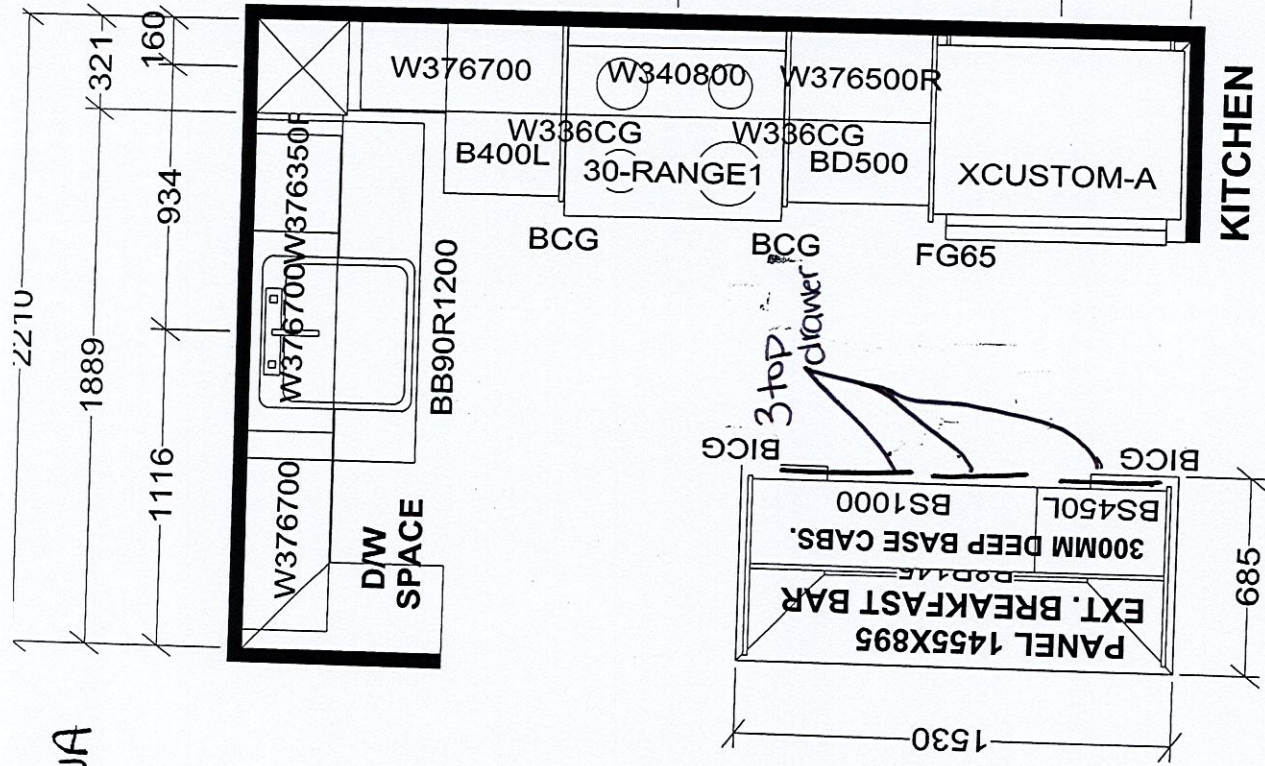 2210
1889
321
1116
934
160
W376700
W340800
W376500R
W336CG
W336CG
B400L
30-RANGE1
BD500
XCUSTOM-A
BCG
BCG
FG65
KITCHEN
W376700
W376700
BB90R1200
D/W
SPACE
3 top
drawer
BICG
BICG
BS1000
BS450L
300MM DEEP BASE CABS.
EXT. BREAKFAST BAR
PANEL 1455X895
685
1530